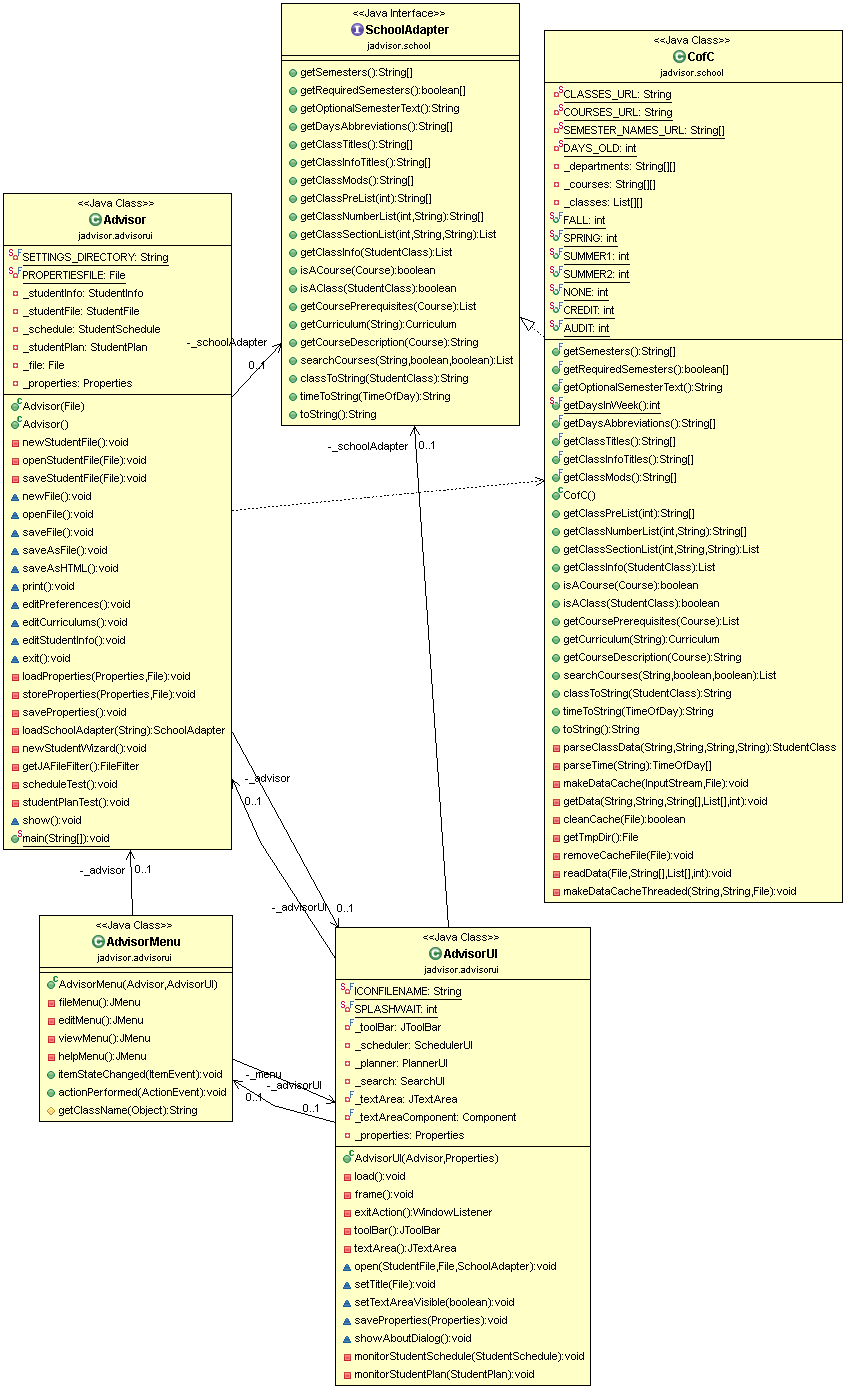 <<Java Interface>>
SchoolAdapter
jadvisor.school
getSemesters():String[]
getRequiredSemesters():boolean[]
getOptionalSemesterText():String
getDaysAbbreviations():String[]
getClassTitles():String[]
getClassInfoTitles():String[]
getClassMods():String[]
getClassPreList(int):String[]
getClassNumberList(int,String):String[]
getClassSectionList(int,String,String):List
getClassInfo(StudentClass):List
isACourse(Course):boolean
isAClass(StudentClass):boolean
getCoursePrerequisites(Course):List
getCurriculum(String):Curriculum
getCourseDescription(Course):String
searchCourses(String,boolean,boolean):List
classToString(StudentClass):String
timeToString(TimeOfDay):String
toString():String
<<Java Class>>
CofC
jadvisor.school
CLASSES_URL: String
COURSES_URL: String
SEMESTER_NAMES_URL: String[]
DAYS_OLD: int
_departments: String[][]
_courses: String[][]
_classes: List[][]
FALL: int
SPRING: int
SUMMER1: int
SUMMER2: int
NONE: int
CREDIT: int
AUDIT: int
getSemesters():String[]
getRequiredSemesters():boolean[]
getOptionalSemesterText():String
getDaysInWeek():int
getDaysAbbreviations():String[]
getClassTitles():String[]
getClassInfoTitles():String[]
getClassMods():String[]
CofC()
getClassPreList(int):String[]
getClassNumberList(int,String):String[]
getClassSectionList(int,String,String):List
getClassInfo(StudentClass):List
isACourse(Course):boolean
isAClass(StudentClass):boolean
getCoursePrerequisites(Course):List
getCurriculum(String):Curriculum
getCourseDescription(Course):String
searchCourses(String,boolean,boolean):List
classToString(StudentClass):String
timeToString(TimeOfDay):String
toString():String
parseClassData(String,String,String,String):StudentClass
parseTime(String):TimeOfDay[]
makeDataCache(InputStream,File):void
getData(String,String,String[],List[],int):void
cleanCache(File):boolean
getTmpDir():File
removeCacheFile(File):void
readData(File,String[],List[],int):void
makeDataCacheThreaded(String,String,File):void
<<Java Class>>
Advisor
jadvisor.advisorui
SETTINGS_DIRECTORY: String
PROPERTIESFILE: File
_studentInfo: StudentInfo
_studentFile: StudentFile
_schedule: StudentSchedule
_studentPlan: StudentPlan
_file: File
_properties: Properties
Advisor(File)
Advisor()
newStudentFile():void
openStudentFile(File):void
saveStudentFile(File):void
newFile():void
openFile():void
saveFile():void
saveAsFile():void
saveAsHTML():void
print():void
editPreferences():void
editCurriculums():void
editStudentInfo():void
exit():void
loadProperties(Properties,File):void
storeProperties(Properties,File):void
saveProperties():void
loadSchoolAdapter(String):SchoolAdapter
newStudentWizard():void
getJAFileFilter():FileFilter
scheduleTest():void
studentPlanTest():void
show():void
main(String[]):void
-_schoolAdapter
0..1
-_schoolAdapter
0..1
-_advisor
0..1
-_advisorUI
0..1
-_advisor
0..1
<<Java Class>>
AdvisorMenu
jadvisor.advisorui
AdvisorMenu(Advisor,AdvisorUI)
fileMenu():JMenu
editMenu():JMenu
viewMenu():JMenu
helpMenu():JMenu
itemStateChanged(ItemEvent):void
actionPerformed(ActionEvent):void
getClassName(Object):String
-_menu
-_advisorUI
0..1
0..1
<<Java Class>>
AdvisorUI
jadvisor.advisorui
ICONFILENAME: String
SPLASHWAIT: int
_toolBar: JToolBar
_scheduler: SchedulerUI
_planner: PlannerUI
_search: SearchUI
_textArea: JTextArea
_textAreaComponent: Component
_properties: Properties
AdvisorUI(Advisor,Properties)
load():void
frame():void
exitAction():WindowListener
toolBar():JToolBar
textArea():JTextArea
open(StudentFile,File,SchoolAdapter):void
setTitle(File):void
setTextAreaVisible(boolean):void
saveProperties(Properties):void
showAboutDialog():void
monitorStudentSchedule(StudentSchedule):void
monitorStudentPlan(StudentPlan):void